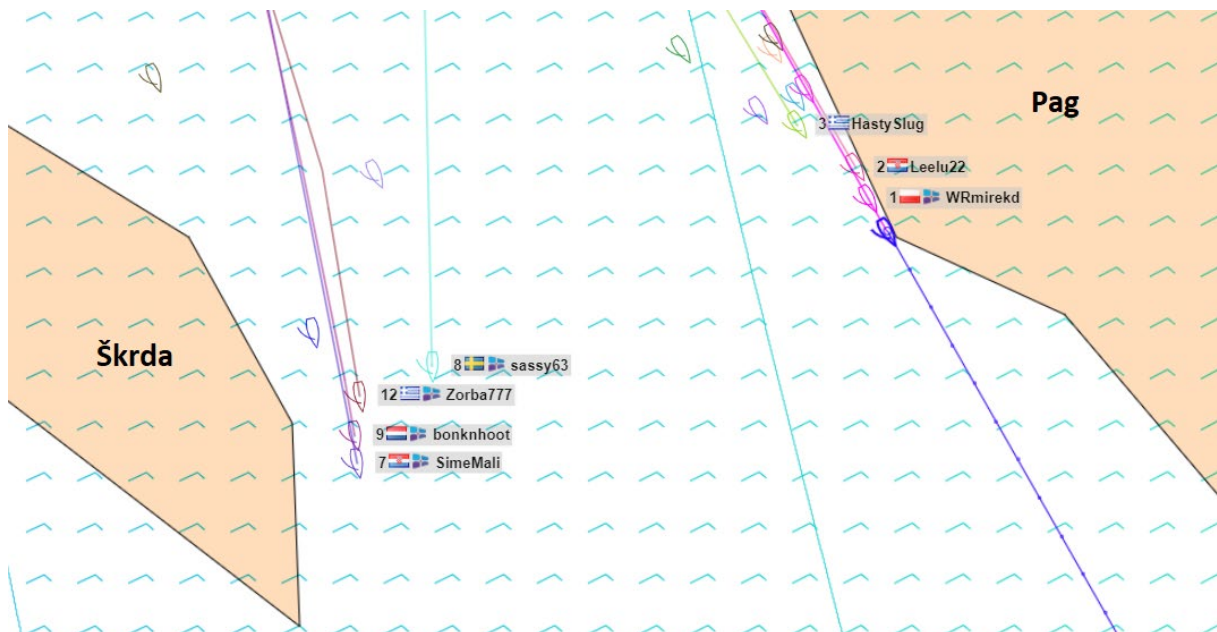 Pag
3 HastySlug
2 Leelu22
1 WRmirekd
Škrda
8 sassy63
12 Zorba777
9 bonknhoot
7 SimeMali